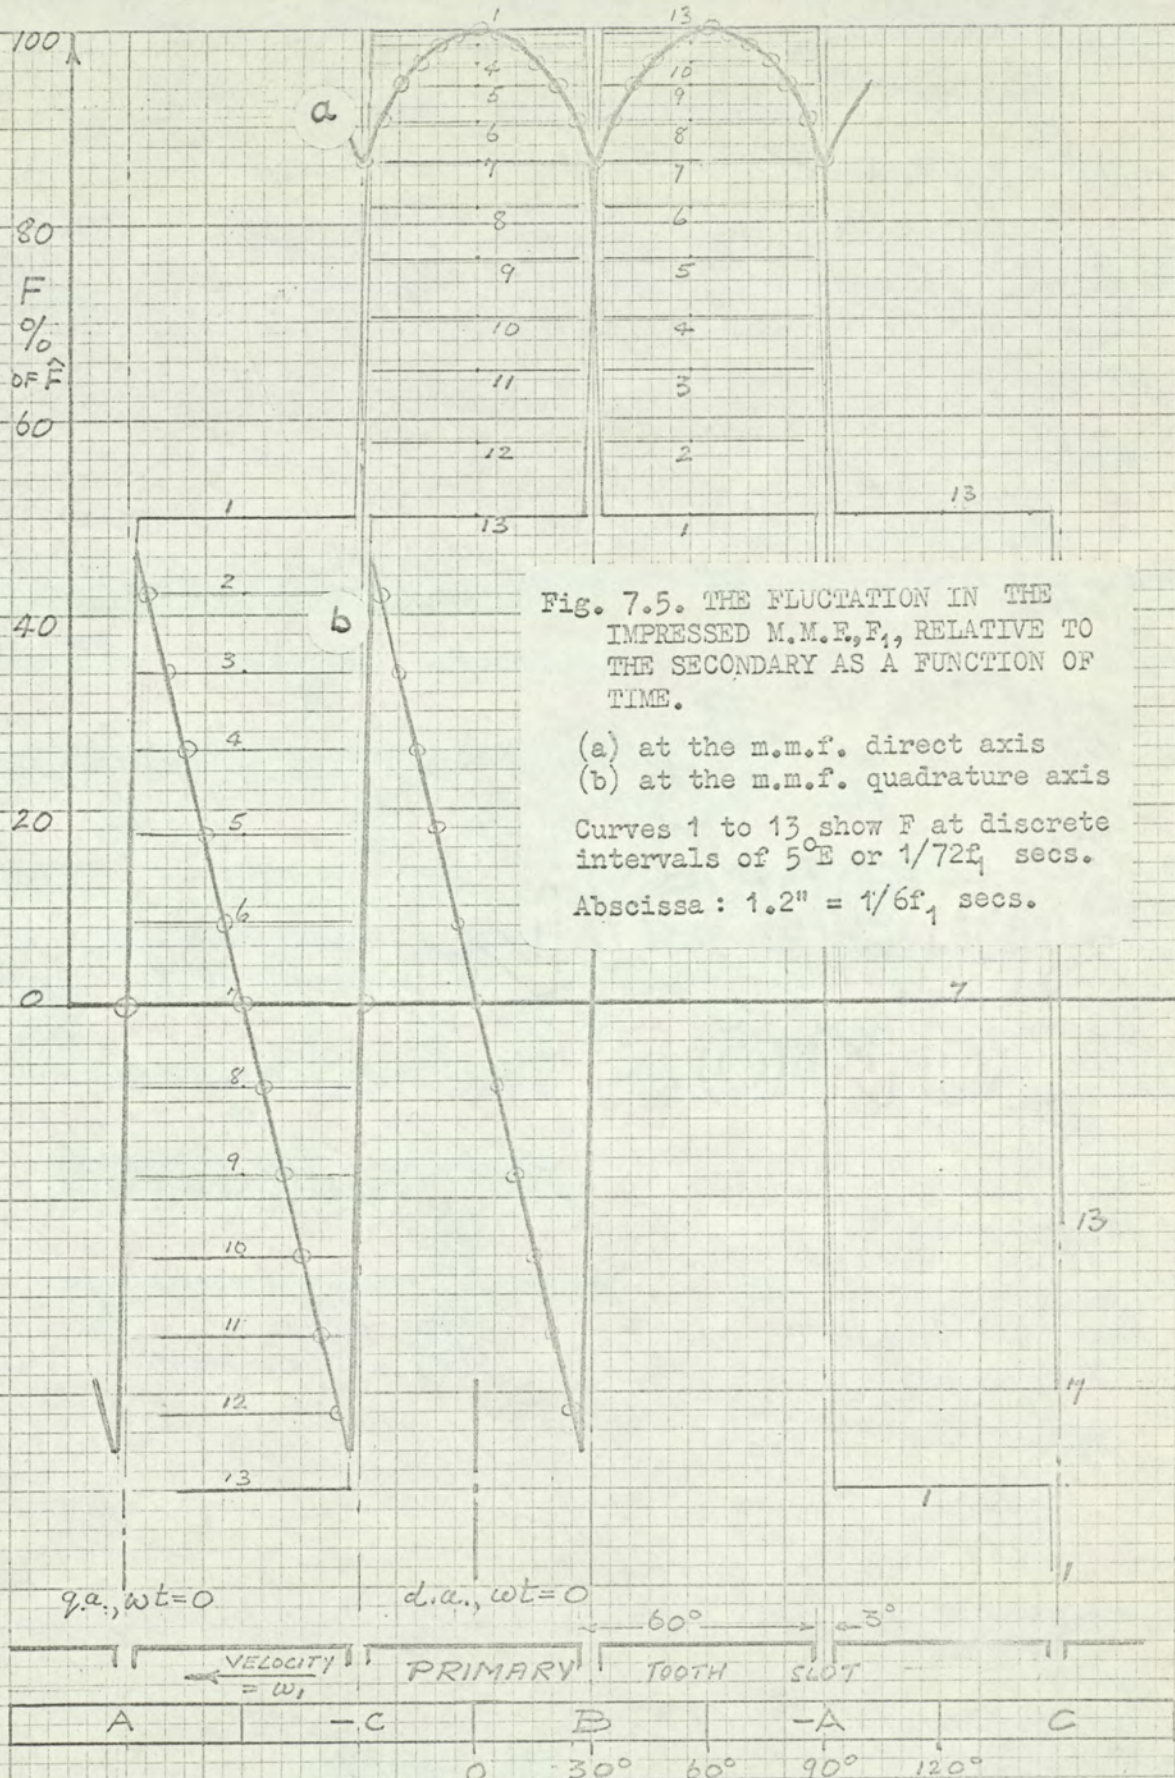 100
80
F
%
OF F̂
60
40
20
0
a
b
1
4
5
6
7
8
9
10
11
12
13
13
10
9
8
7
6
5
4
3
2
1
1
2
3.
4
5
6
7
8.
9.
10
11
12
13
13
7
13
7
1
1
Fig. 7.5. THE FLUCTATION IN THE
IMPRESSED M.M.F., F₁, RELATIVE TO
THE SECONDARY AS A FUNCTION OF
TIME.
(a) at the m.m.f. direct axis
(b) at the m.m.f. quadrature axis
Curves 1 to 13 show F at discrete
intervals of 5°E or 1/72f₁ secs.
Abscissa : 1.2" = 1/6f₁ secs.
q.a., ωt=0
d.a., ωt=0
60°
3°
VELOCITY
= ω₁
PRIMARY
TOOTH
SLOT
A
-C
B
-A
C
0
30°
60°
90°
120°